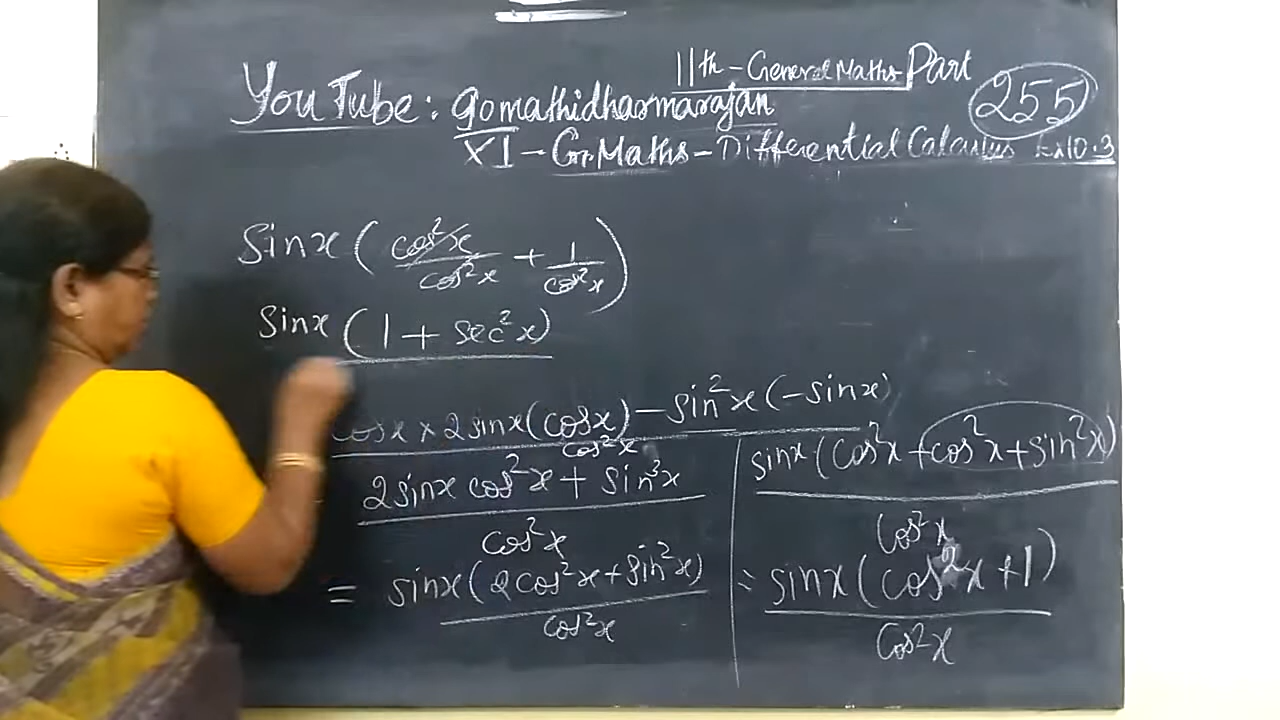 11th - General Maths Part
YouTube: gomathidharmarajan 255
XI - G.Maths - Differential Calculus Ex10.3
Sinx ( cos²x / cos²x + 1 / cos²x )
Sinx ( 1 + sec²x )
cosx × 2sinx(cosx) - sin²x(-sinx)
cos²x
2sinx cos²x + sin³x
cos²x
= sinx(2cos²x + sin²x)
cos²x
sinx(cos²x + cos²x + sin²x)
cos²x
= sinx(cos²x + 1)
cos²x